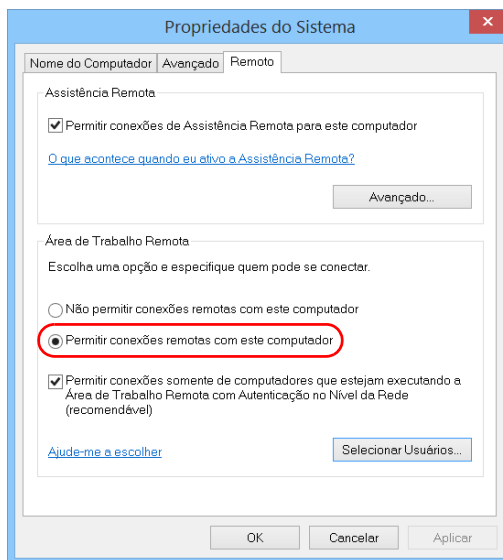 Propriedades do Sistema
Nome do Computador Avançado Remoto
Assistência Remota
Permitir conexões de Assistência Remota para este computador
O que acontece quando eu ativo a Assistência Remota?
Avançado...
Área de Trabalho Remota
Escolha uma opção e especifique quem pode se conectar.
Não permitir conexões remotas com este computador
Permitir conexões remotas com este computador
Permitir conexões somente de computadores que estejam executando a
Área de Trabalho Remota com Autenticação no Nível da Rede
(recomendável)
Ajude-me a escolher
Selecionar Usuários...
OK Cancelar Aplicar